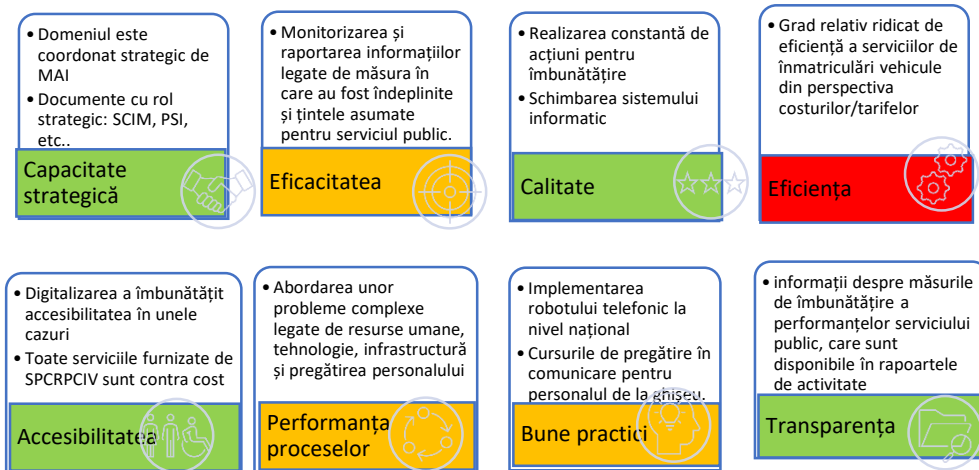 • Domeniul este
coordonat strategic de
MAI
• Documente cu rol
strategic: SCIM, PSI,
etc..
Capacitate
strategică
• Monitorizarea și
raportarea informațiilor
legate de măsura în
care au fost îndeplinite
și țintele asumate
pentru serviciul public.
Eficacitatea
• Realizarea constantă de
acțiuni pentru
îmbunătățire
• Schimbarea sistemului
informatic
Calitate
• Grad relativ ridicat de
eficiență a serviciilor de
înmatriculări vehicule
din perspectiva
costurilor/tarifelor
Eficiența
• Digitalizarea a îmbunătățit
accesibilitatea în unele
cazuri
• Toate serviciile furnizate de
SPCRPCIV sunt contra cost
Accesibilitatea
• Abordarea unor
probleme complexe
legate de resurse umane,
tehnologie, infrastructură
și pregătirea personalului
Performanța
proceselor
• Implementarea
robotului telefonic la
nivel național
• Cursurile de pregătire în
comunicare pentru
personalul de la ghișeu.
Bune practici
• informații despre măsurile
de îmbunătățire a
performanțelor serviciului
public, care sunt
disponibile în rapoartele
de activitate
Transparența